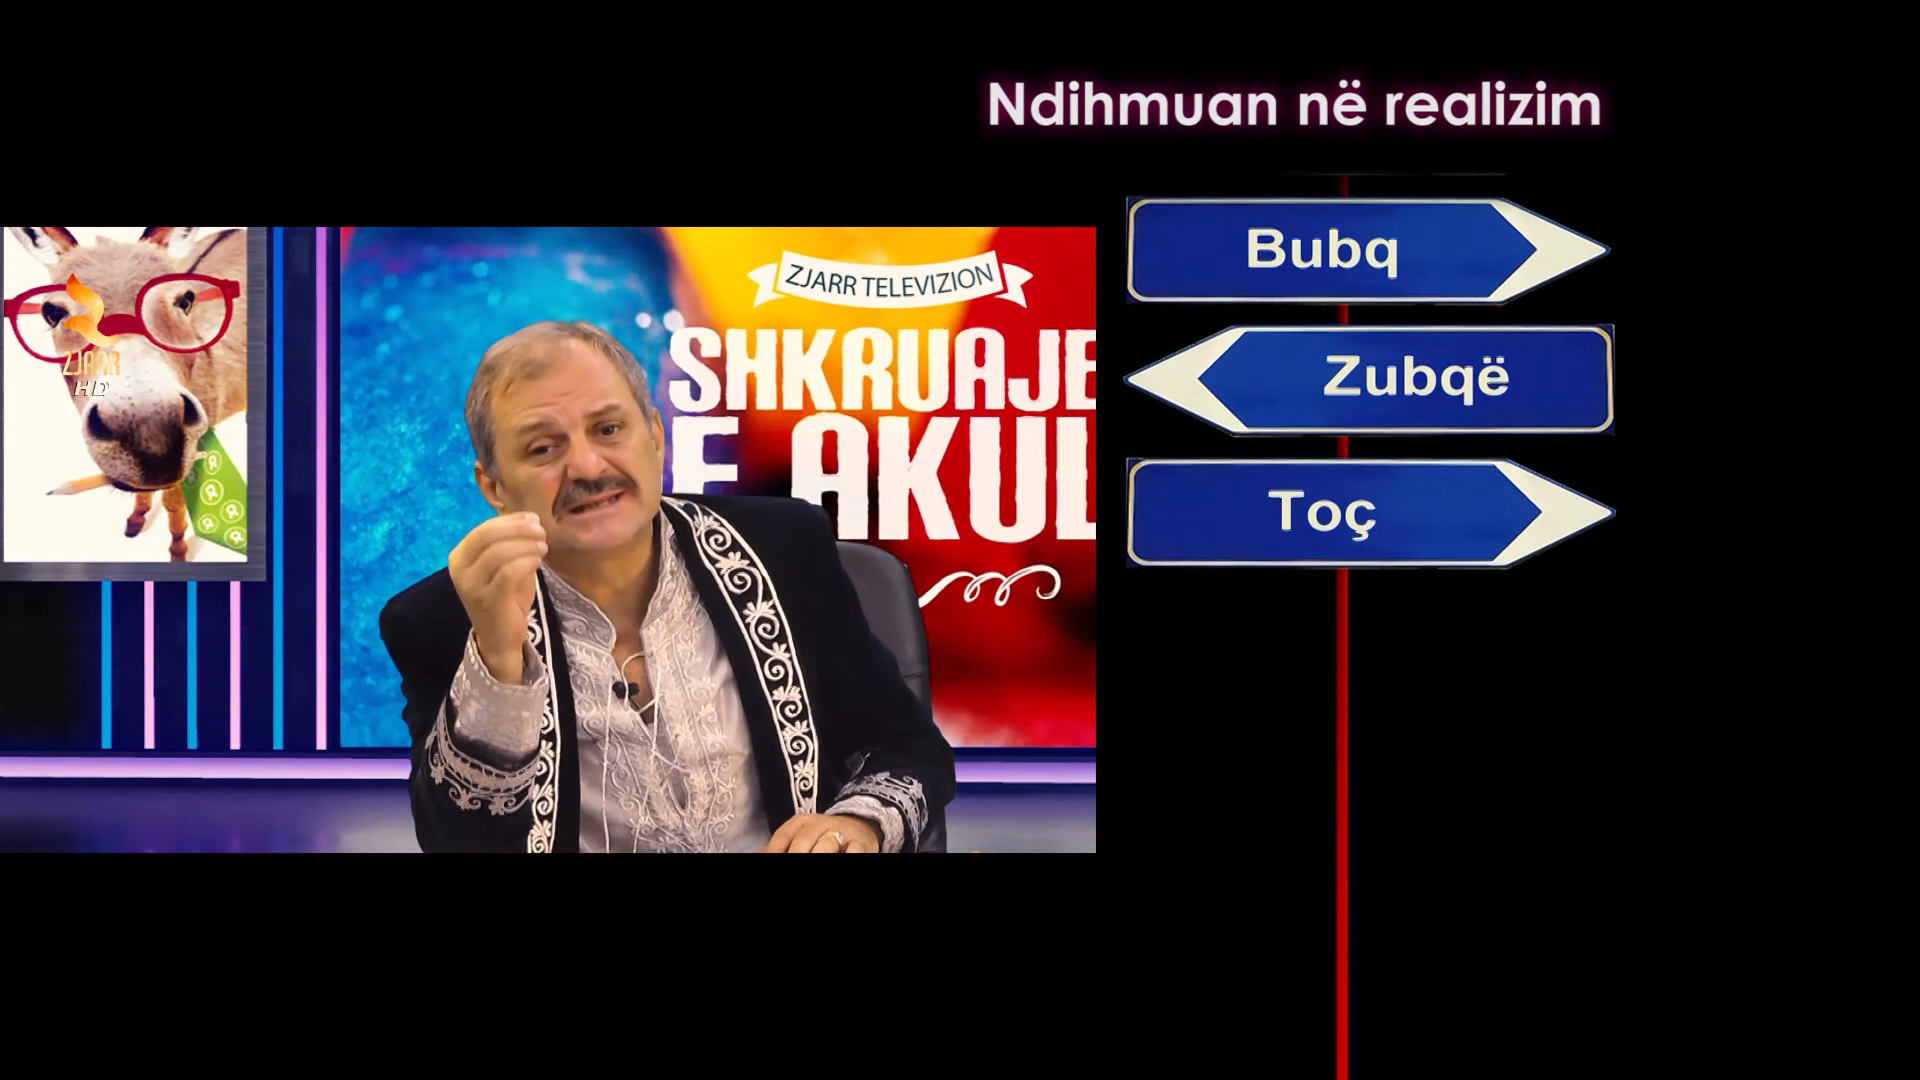 Ndihmuan në realizim
Bubq
Zubqë
Toç
ZJARR TELEVIZION
SHKRUAJE
E AKUL
ZJARR
HD